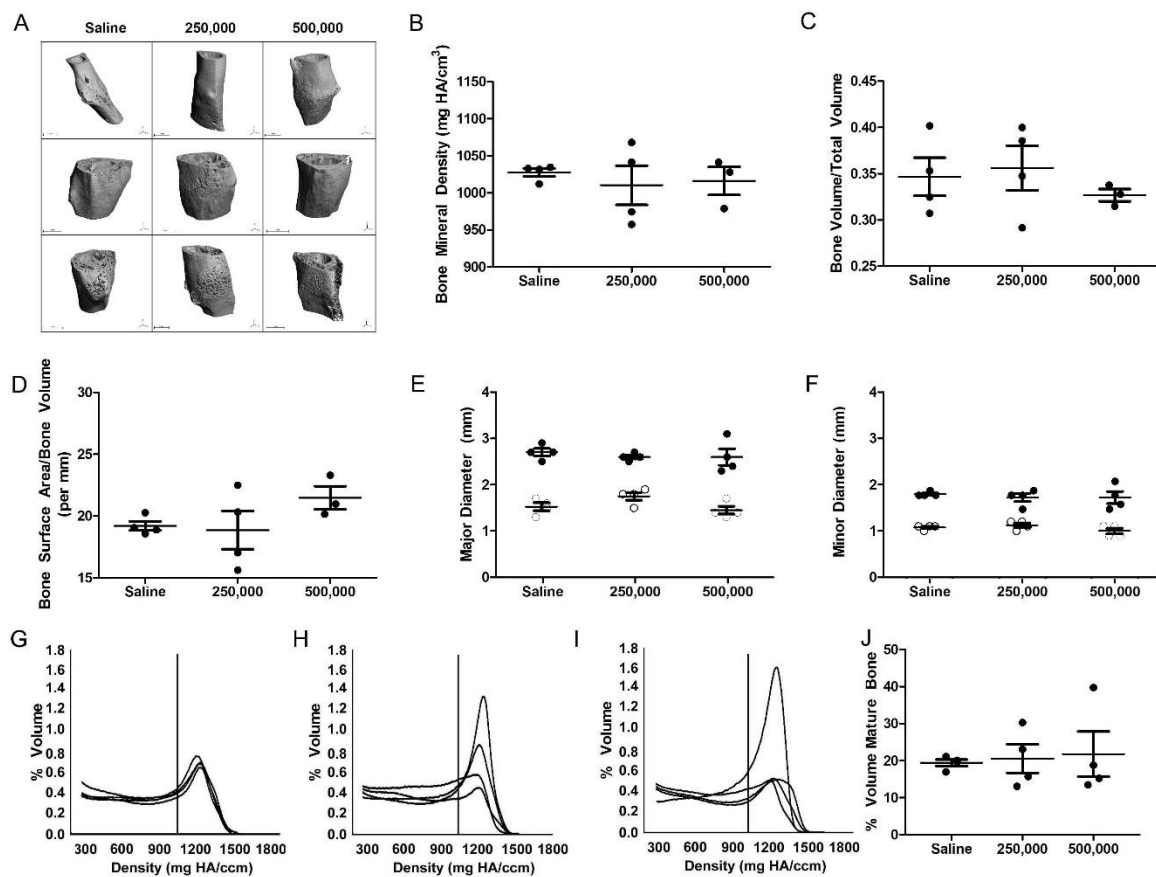 A
Saline 250,000 500,000
B
Bone Mineral Density (mg HA/cm³)
1150
1100
1050
1000
950
900
Saline 250,000 500,000
C
Bone Volume/Total Volume
0.45
0.40
0.35
0.30
0.25
Saline 250,000 500,000
D
Bone Surface Area/Bone Volume
(per mm)
30
25
20
15
Saline 250,000 500,000
E
Major Diameter (mm)
4
3
2
1
0
Saline 250,000 500,000
F
Minor Diameter (mm)
4
3
2
1
0
Saline 250,000 500,000
G
% Volume
1.8
1.6
1.4
1.2
1.0
0.8
0.6
0.4
0.2
0.0
300 600 900 1200 1500 1800
Density (mg HA/ccm)
H
% Volume
1.8
1.6
1.4
1.2
1.0
0.8
0.6
0.4
0.2
0.0
300 600 900 1200 1500 1800
Density (mg HA/ccm)
I
% Volume
1.8
1.6
1.4
1.2
1.0
0.8
0.6
0.4
0.2
0.0
300 600 900 1200 1500 1800
Density (mg HA/ccm)
J
% Volume Mature Bone
50
40
30
20
10
0
Saline 250,000 500,000